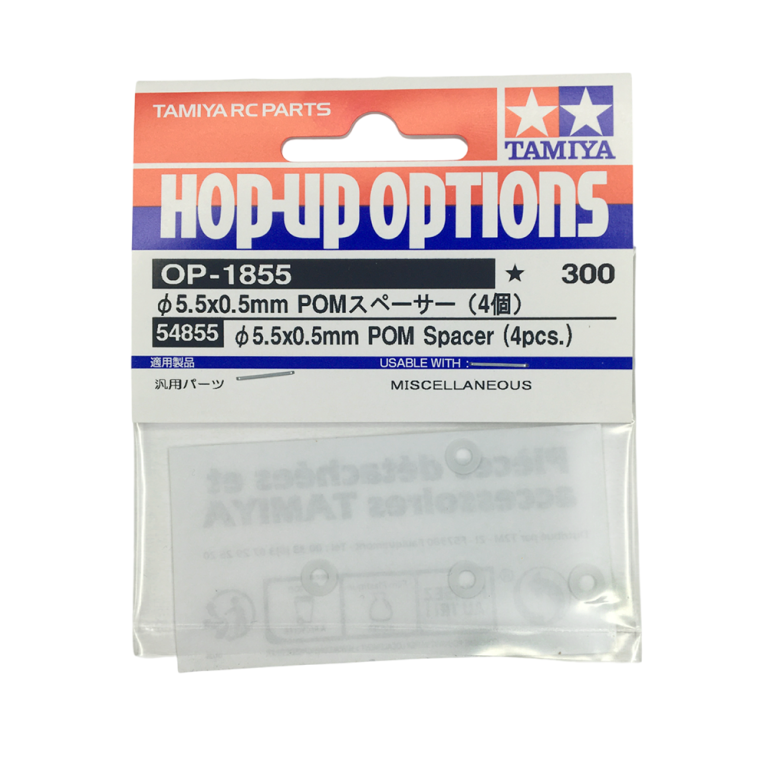 TAMIYA RC PARTS
TAMIYA
HOP-UP OPTIONS
OP-1855 ★ 300
φ5.5x0.5mm POMスペーサー（4個）
54855 φ5.5x0.5mm POM Spacer (4pcs.)
適用製品 USABLE WITH :
汎用パーツ MISCELLANEOUS
Pièces détachées et
accessoires TAMIYA